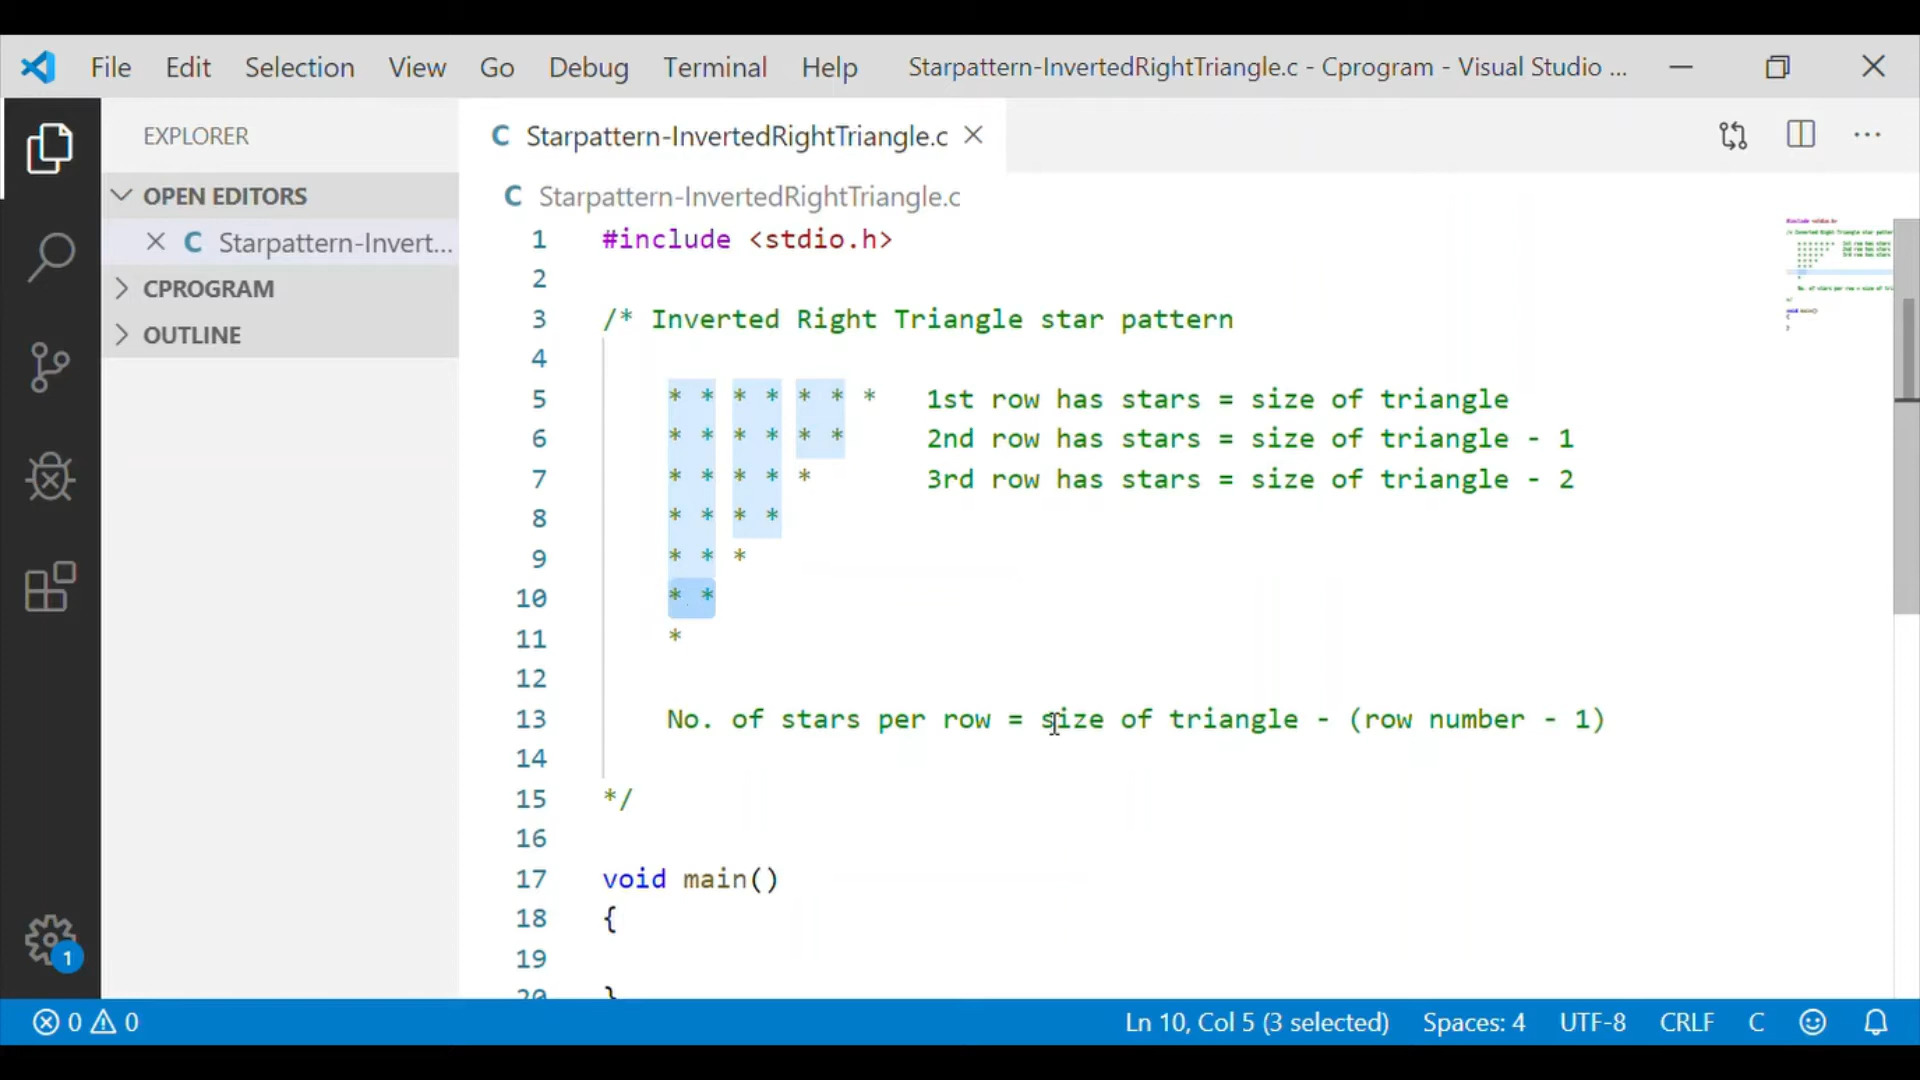 File Edit Selection View Go Debug Terminal Help Starpattern-InvertedRightTriangle.c - Cprogram - Visual Studio ...
EXPLORER
OPEN EDITORS
C Starpattern-Invert...
CPROGRAM
OUTLINE
1
C Starpattern-InvertedRightTriangle.c
C Starpattern-InvertedRightTriangle.c
1 #include <stdio.h>
2
3 /* Inverted Right Triangle star pattern
4
5 * * * * * * * 1st row has stars = size of triangle
6 * * * * * * 2nd row has stars = size of triangle - 1
7 * * * * * 3rd row has stars = size of triangle - 2
8 * * * *
9 * * *
10 * *
11 *
12
13 No. of stars per row = size of triangle - (row number - 1)
14
15 */
16
17 void main()
18 {
19
20 }
0 0 Ln 10, Col 5 (3 selected) Spaces: 4 UTF-8 CRLF C